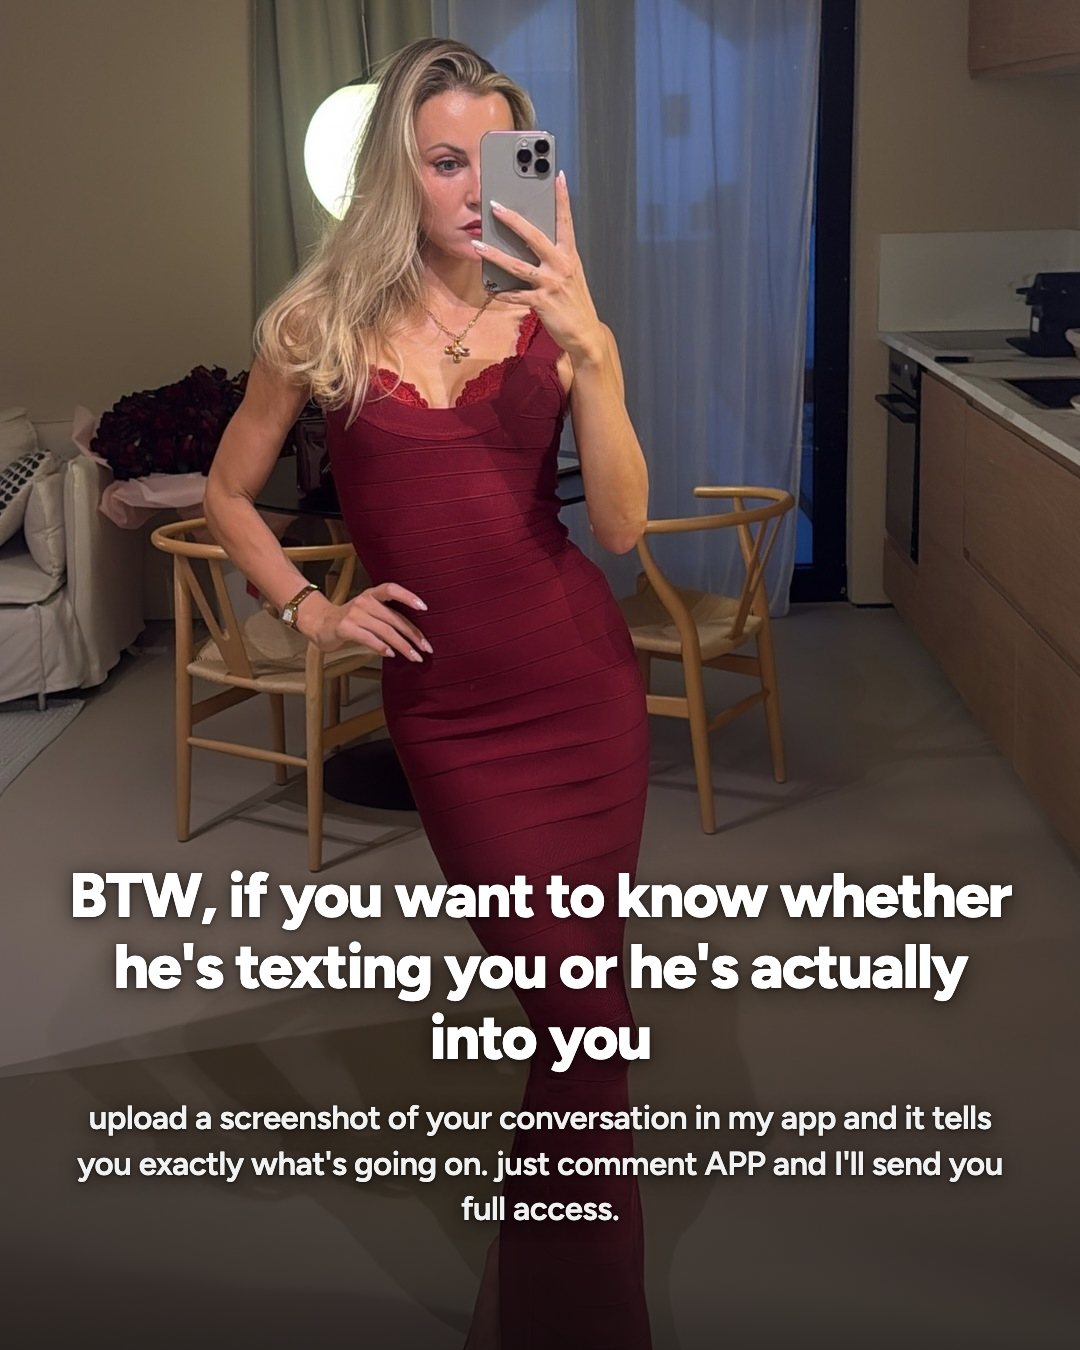 BTW, if you want to know whether
he's texting you or he's actually
into you
upload a screenshot of your conversation in my app and it tells
you exactly what's going on. just comment APP and I'll send you
full access.